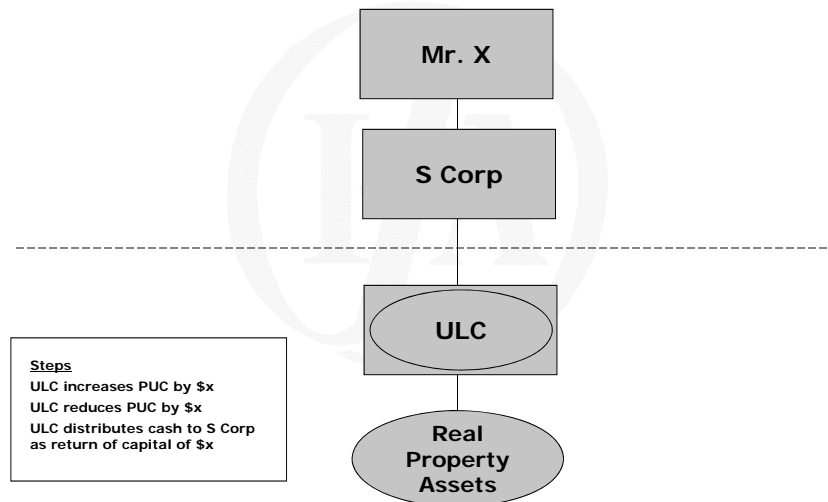 Mr. X
S Corp
ULC
Steps
ULC increases PUC by $x
ULC reduces PUC by $x
ULC distributes cash to S Corp
as return of capital of $x
Real
Property
Assets